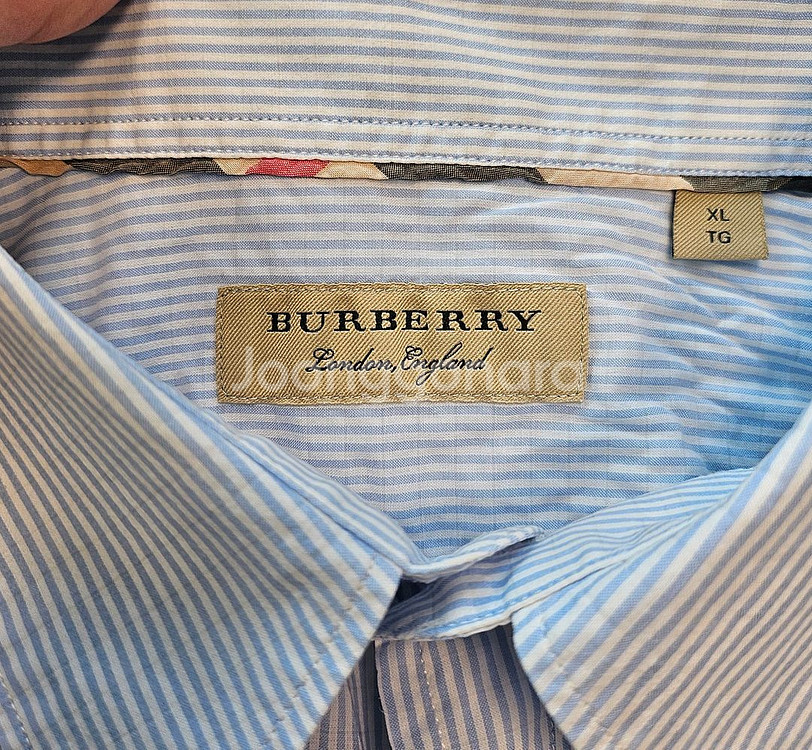 XL
TG
BURBERRY
London, England
Joonggonara